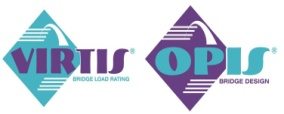 VIRTIS®
BRIDGE LOAD RATING
OPIS®
BRIDGE DESIGN